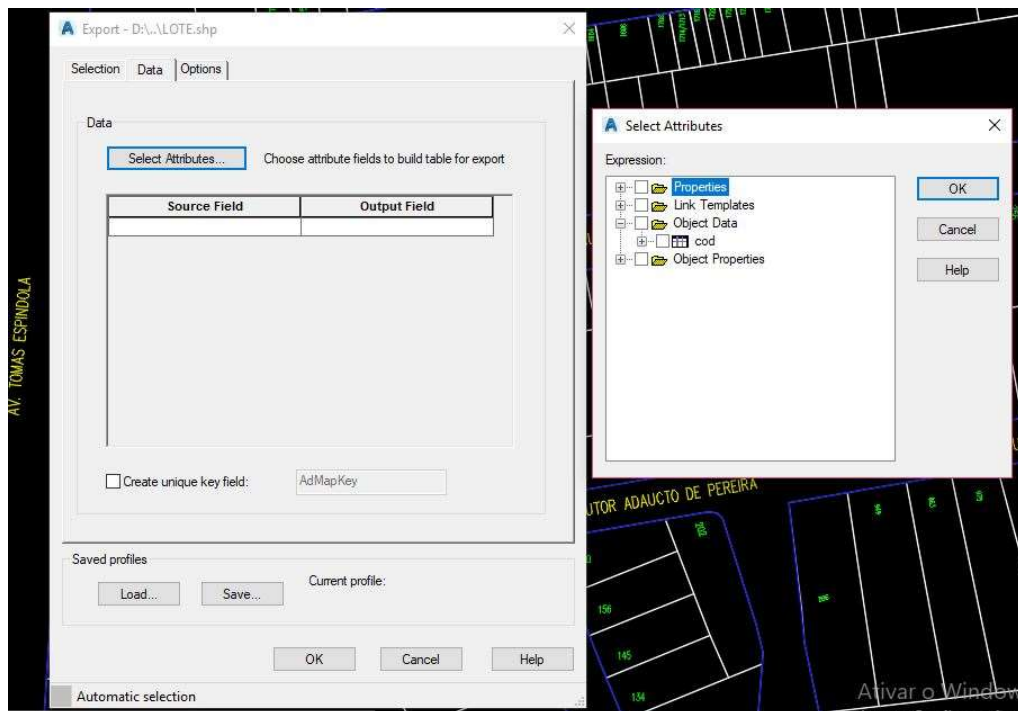 Export - D:\...\LOTE.shp
Selection Data Options
Data
Select Attributes... Choose attribute fields to build table for export
Source Field Output Field
Create unique key field: AdMapKey
Saved profiles
Load... Save... Current profile:
OK Cancel Help
Automatic selection
Select Attributes
Expression:
Properties
Link Templates
Object Data
cod
Object Properties
OK
Cancel
Help
AV. TOMAS ESPINDOLA
UTOR ADAUCTO DE PEREIRA
156
145
134
Ativar o Window